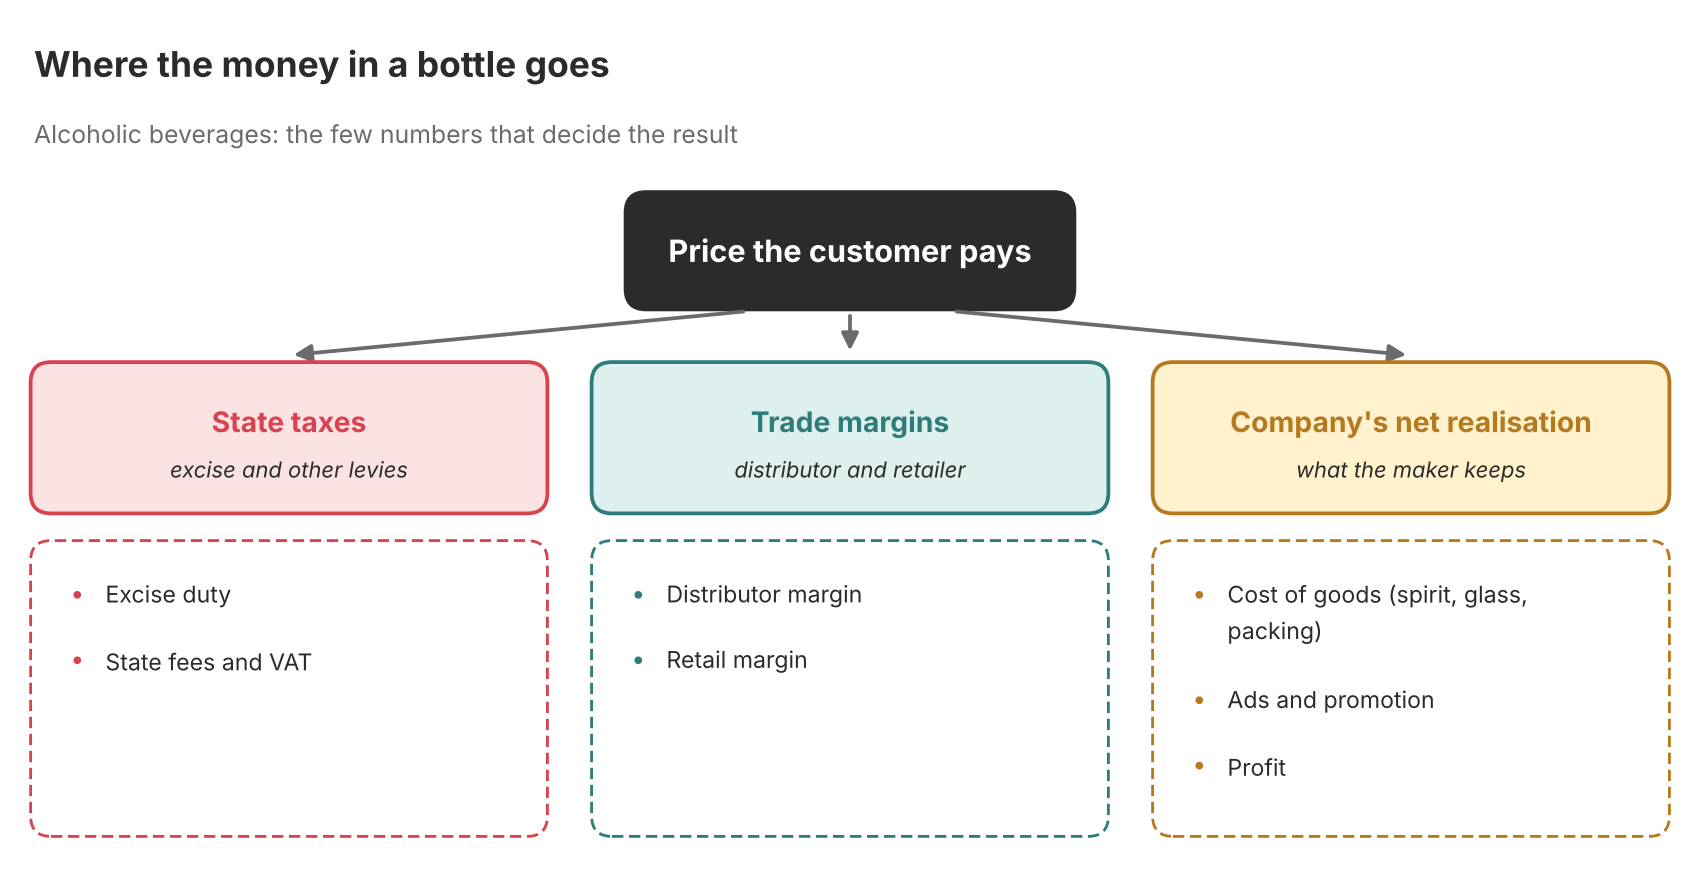 Where the money in a bottle goes
Alcoholic beverages: the few numbers that decide the result
Price the customer pays
State taxes
excise and other levies
Trade margins
distributor and retailer
Company's net realisation
what the maker keeps
• Excise duty
• State fees and VAT
• Distributor margin
• Retail margin
• Cost of goods (spirit, glass,
packing)
• Ads and promotion
• Profit